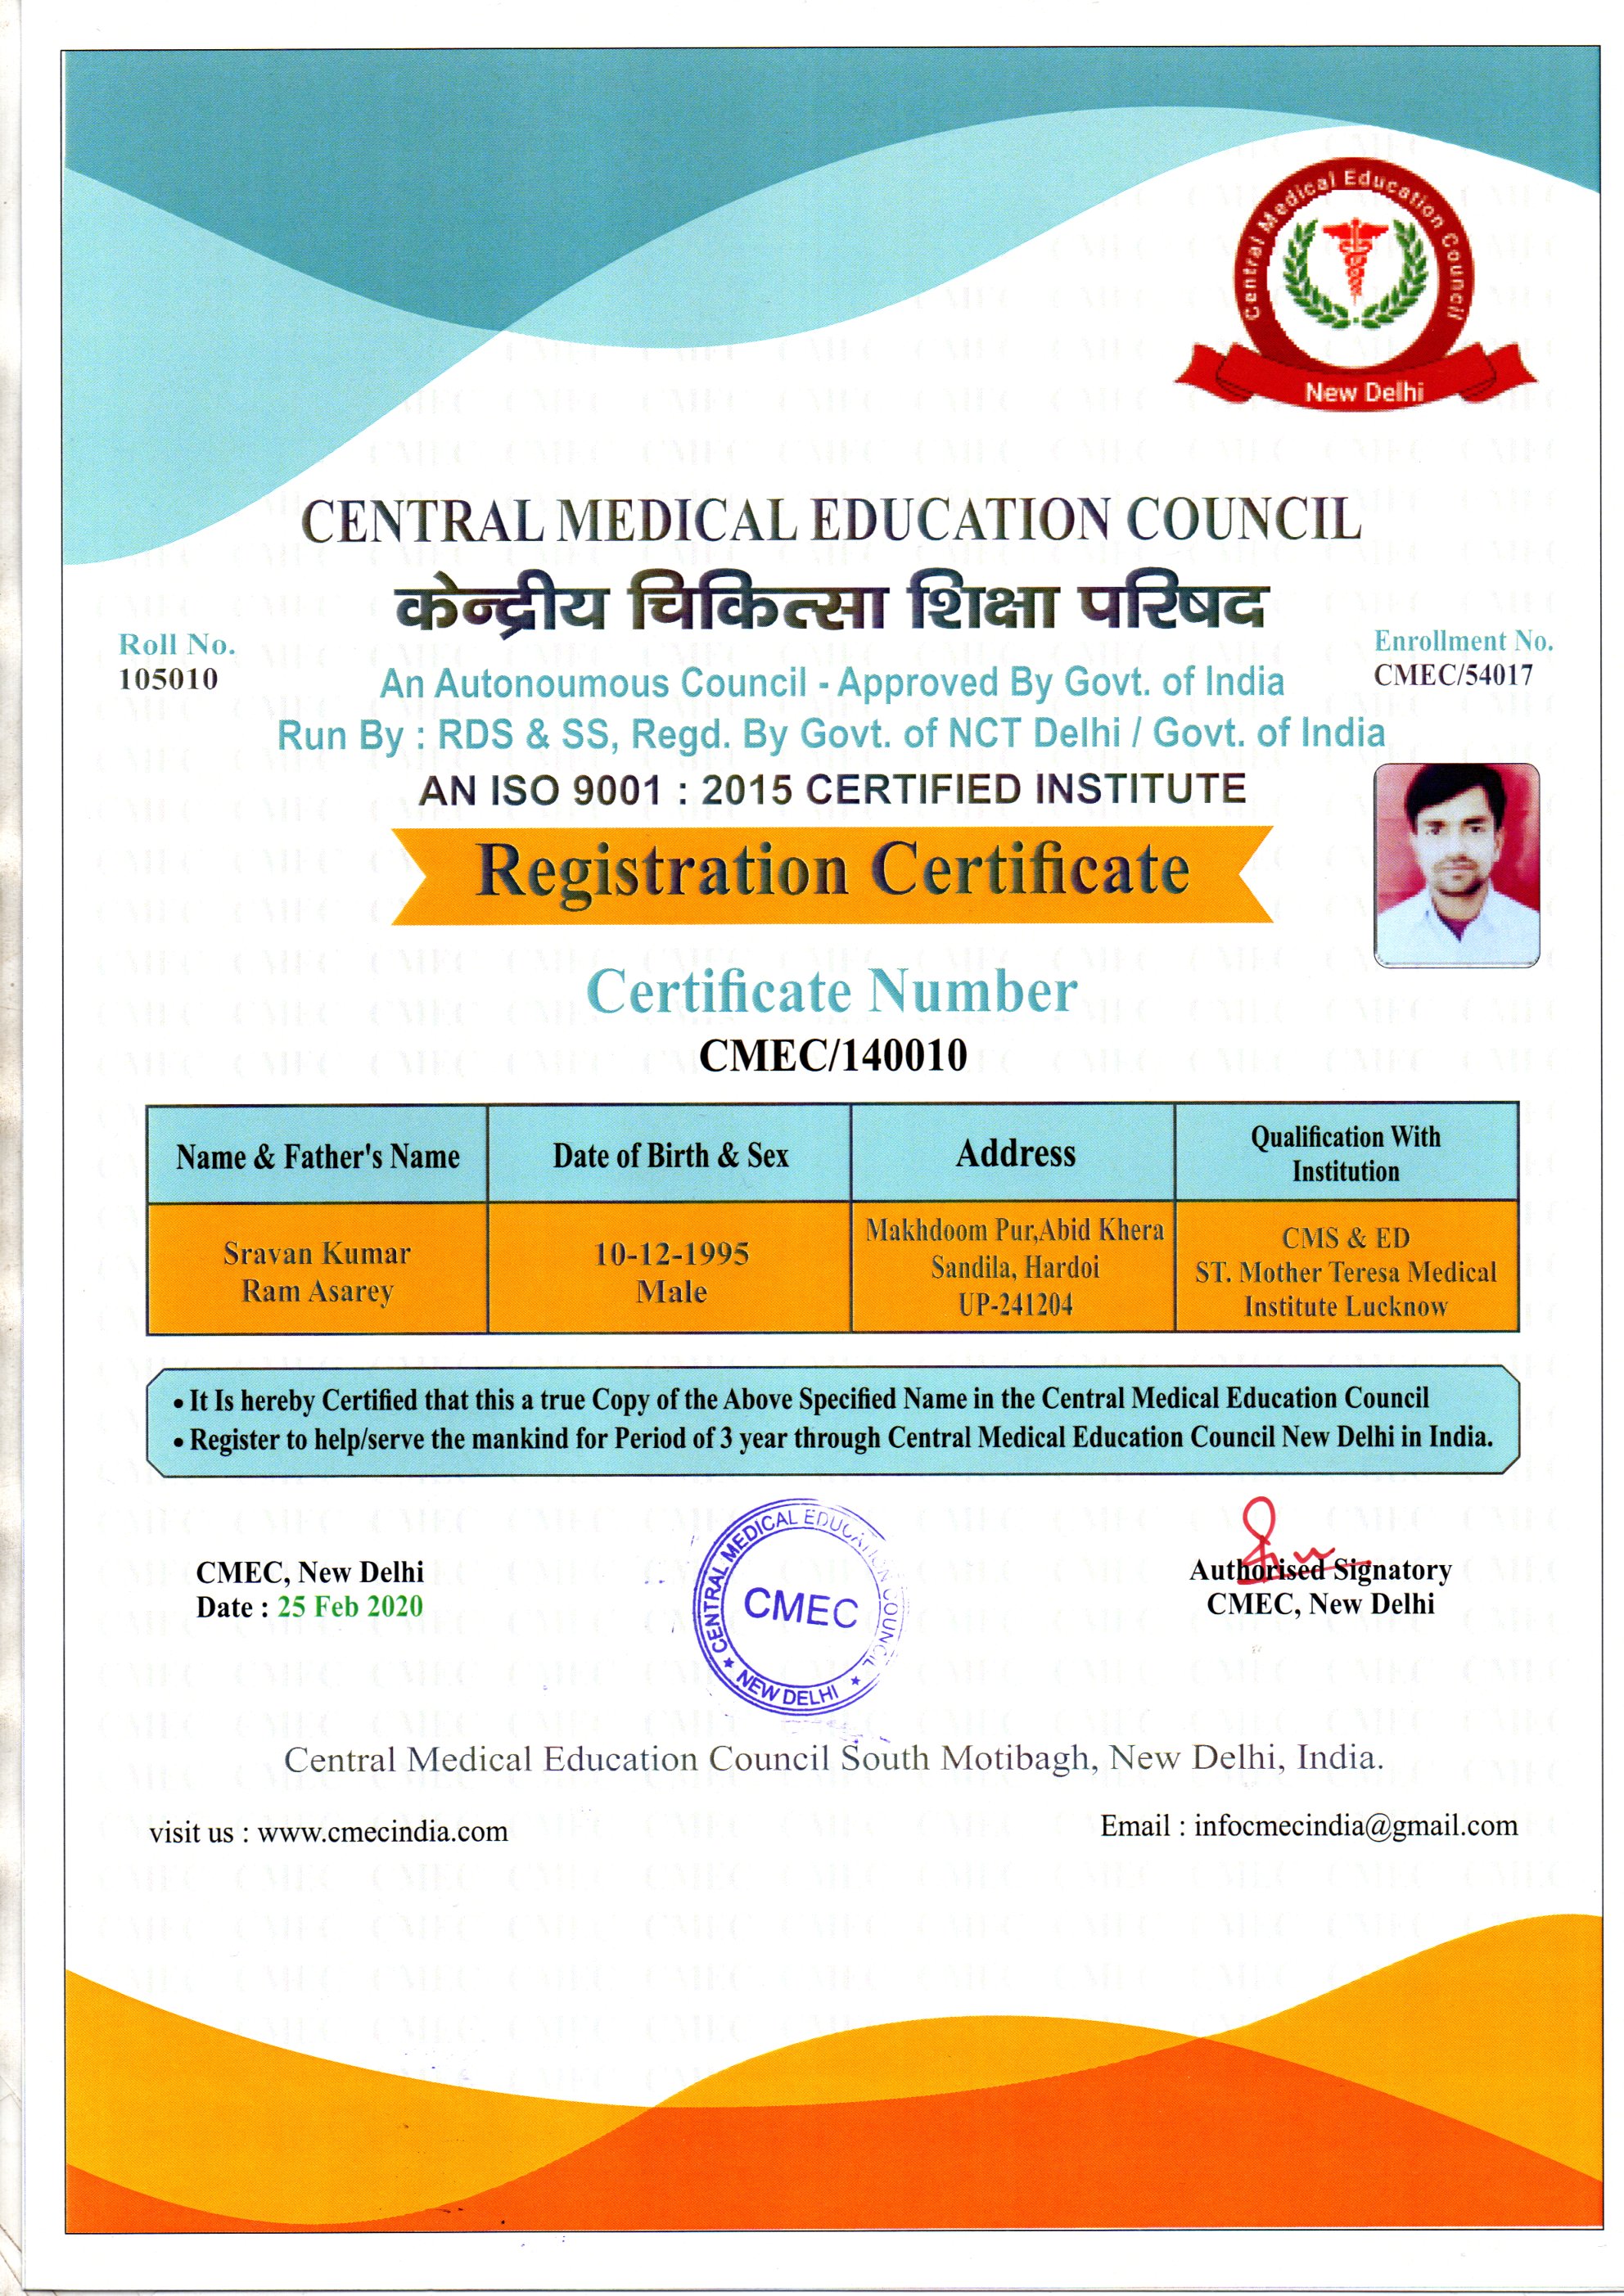 Central Medical Education Council
New Delhi
CENTRAL MEDICAL EDUCATION COUNCIL
केन्द्रीय चिकित्सा शिक्षा परिषद
Roll No.
105010
Enrollment No.
CMEC/54017
An Autonoumous Council - Approved By Govt. of India
Run By : RDS & SS, Regd. By Govt. of NCT Delhi / Govt. of India
AN ISO 9001 : 2015 CERTIFIED INSTITUTE
Registration Certificate
Certificate Number
CMEC/140010
Name & Father's Name
Date of Birth & Sex
Address
Qualification With
Institution
Sravan Kumar
Ram Asarey
10-12-1995
Male
Makhdoom Pur,Abid Khera
Sandila, Hardoi
UP-241204
CMS & ED
ST. Mother Teresa Medical
Institute Lucknow
• It Is hereby Certified that this a true Copy of the Above Specified Name in the Central Medical Education Council
• Register to help/serve the mankind for Period of 3 year through Central Medical Education Council New Delhi in India.
CMEC, New Delhi
Date : 25 Feb 2020
CENTRAL MEDICAL EDUCATION COUNCIL
CMEC
★ NEW DELHI ★
Authorised Signatory
CMEC, New Delhi
Central Medical Education Council South Motibagh, New Delhi, India.
visit us : www.cmecindia.com
Email : infocmecindia@gmail.com